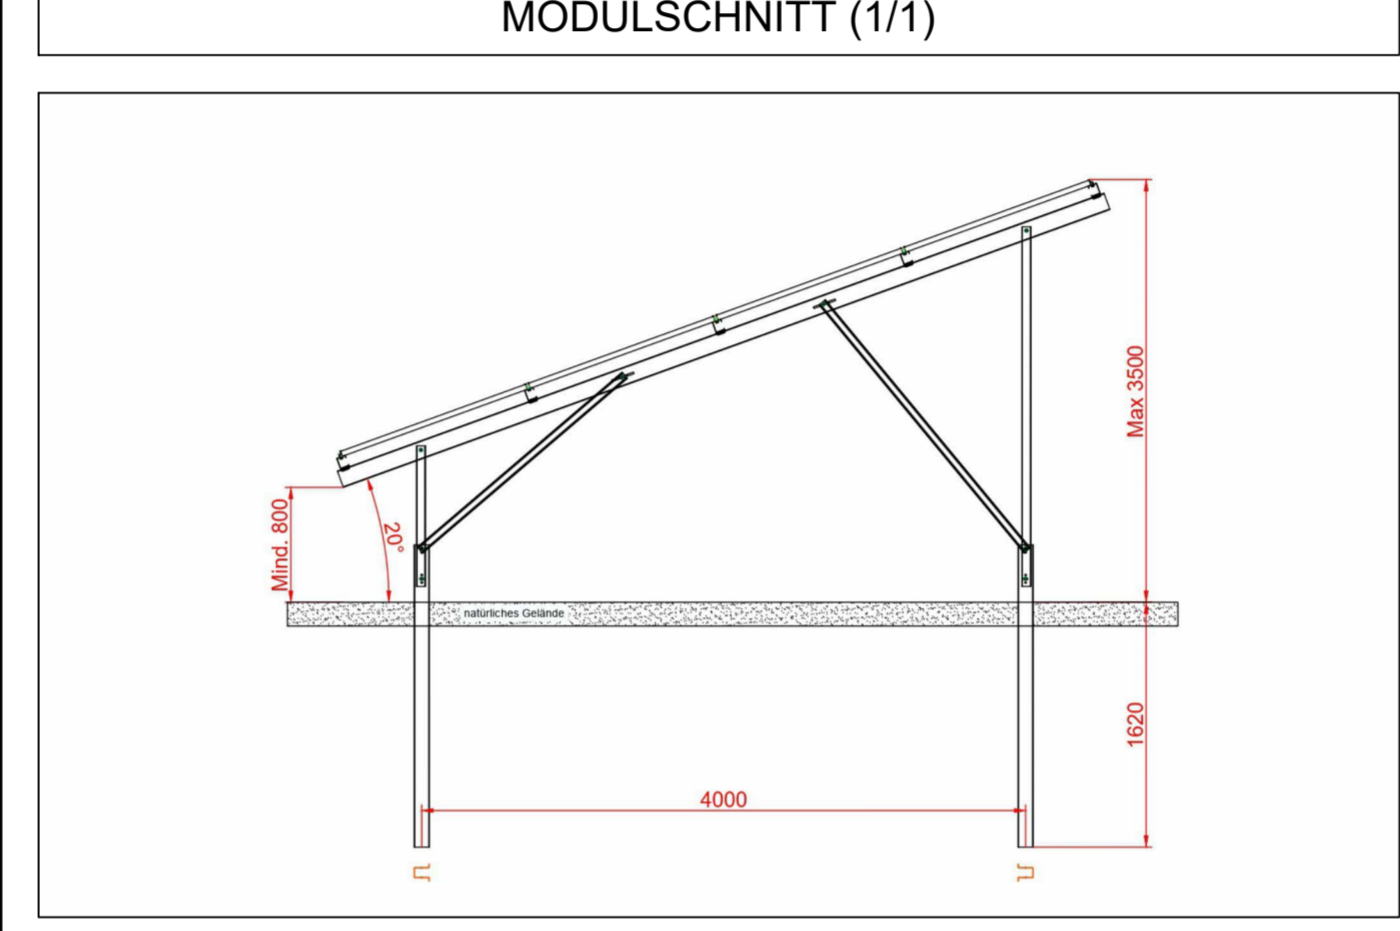 MODULSCHNITT (1/1)
Max 3500
Mind. 800
20°
natürliches Gelände
1620
4000